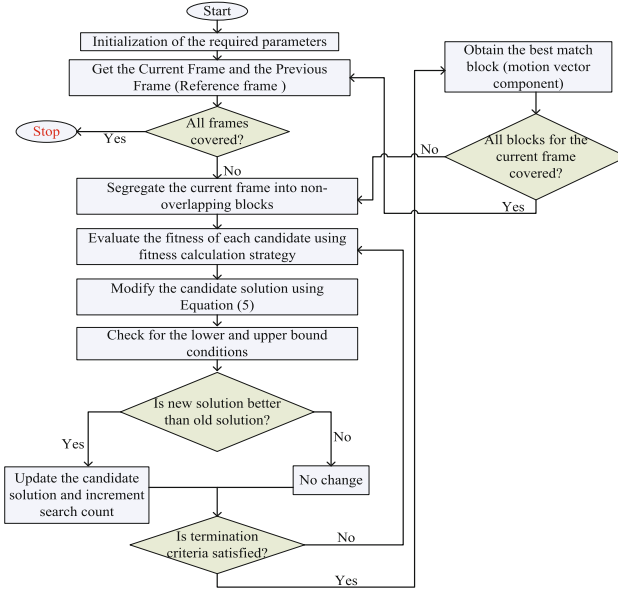 Start
Initialization of the required parameters
Get the Current Frame and the Previous
Frame (Reference frame )
All frames
covered?
Yes
Stop
No
Segregate the current frame into non-
overlapping blocks
Evaluate the fitness of each candidate using
fitness calculation strategy
Modify the candidate solution using
Equation (5)
Check for the lower and upper bound
conditions
Is new solution better
than old solution?
Yes
No
Update the candidate
solution and increment
search count
No change
Is termination
criteria satisfied?
No
Yes
Obtain the best match
block (motion vector
component)
All blocks for the
current frame
covered?
No
Yes